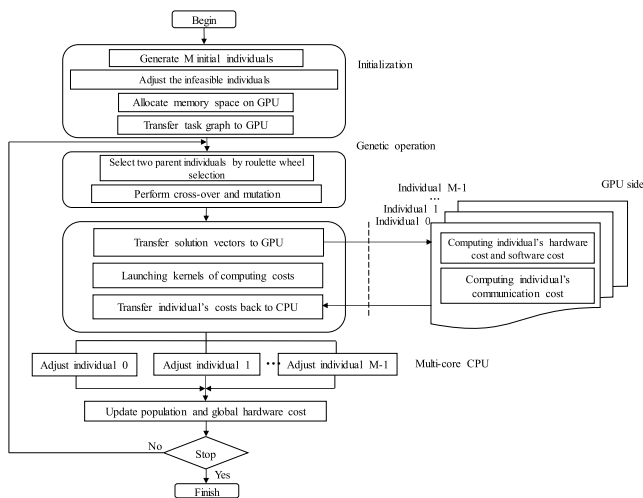 Begin
Generate M initial individuals
Adjust the infeasible individuals
Initialization
Allocate memory space on GPU
Transfer task graph to GPU
Genetic operation
Select two parent individuals by roulette wheel
selection
Perform cross-over and mutation
Individual M-1
...
Individual 1
Individual 0
GPU side
Transfer solution vectors to GPU
Launching kernels of computing costs
Transfer individual's costs back to CPU
Computing individual's hardware
cost and software cost
Computing individual's
communication cost
Adjust individual 0
Adjust individual 1
...
Adjust individual M-1
Multi-core CPU
Update population and global hardware cost
No
Stop
Yes
Finish